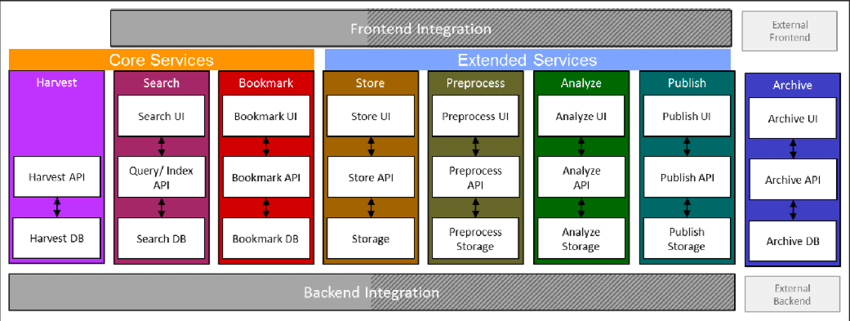 Frontend Integration
External
Frontend
Core Services
Extended Services
Harvest
Search
Bookmark
Store
Preprocess
Analyze
Publish
Archive
Search UI
Bookmark UI
Store UI
Preprocess UI
Analyze UI
Publish UI
Archive UI
Harvest API
Query/ Index
API
Bookmark API
Store API
Preprocess
API
Analyze
API
Publish API
Archive API
Harvest DB
Search DB
Bookmark DB
Storage
Preprocess
Storage
Analyze
Storage
Publish
Storage
Archive DB
Backend Integration
External
Backend